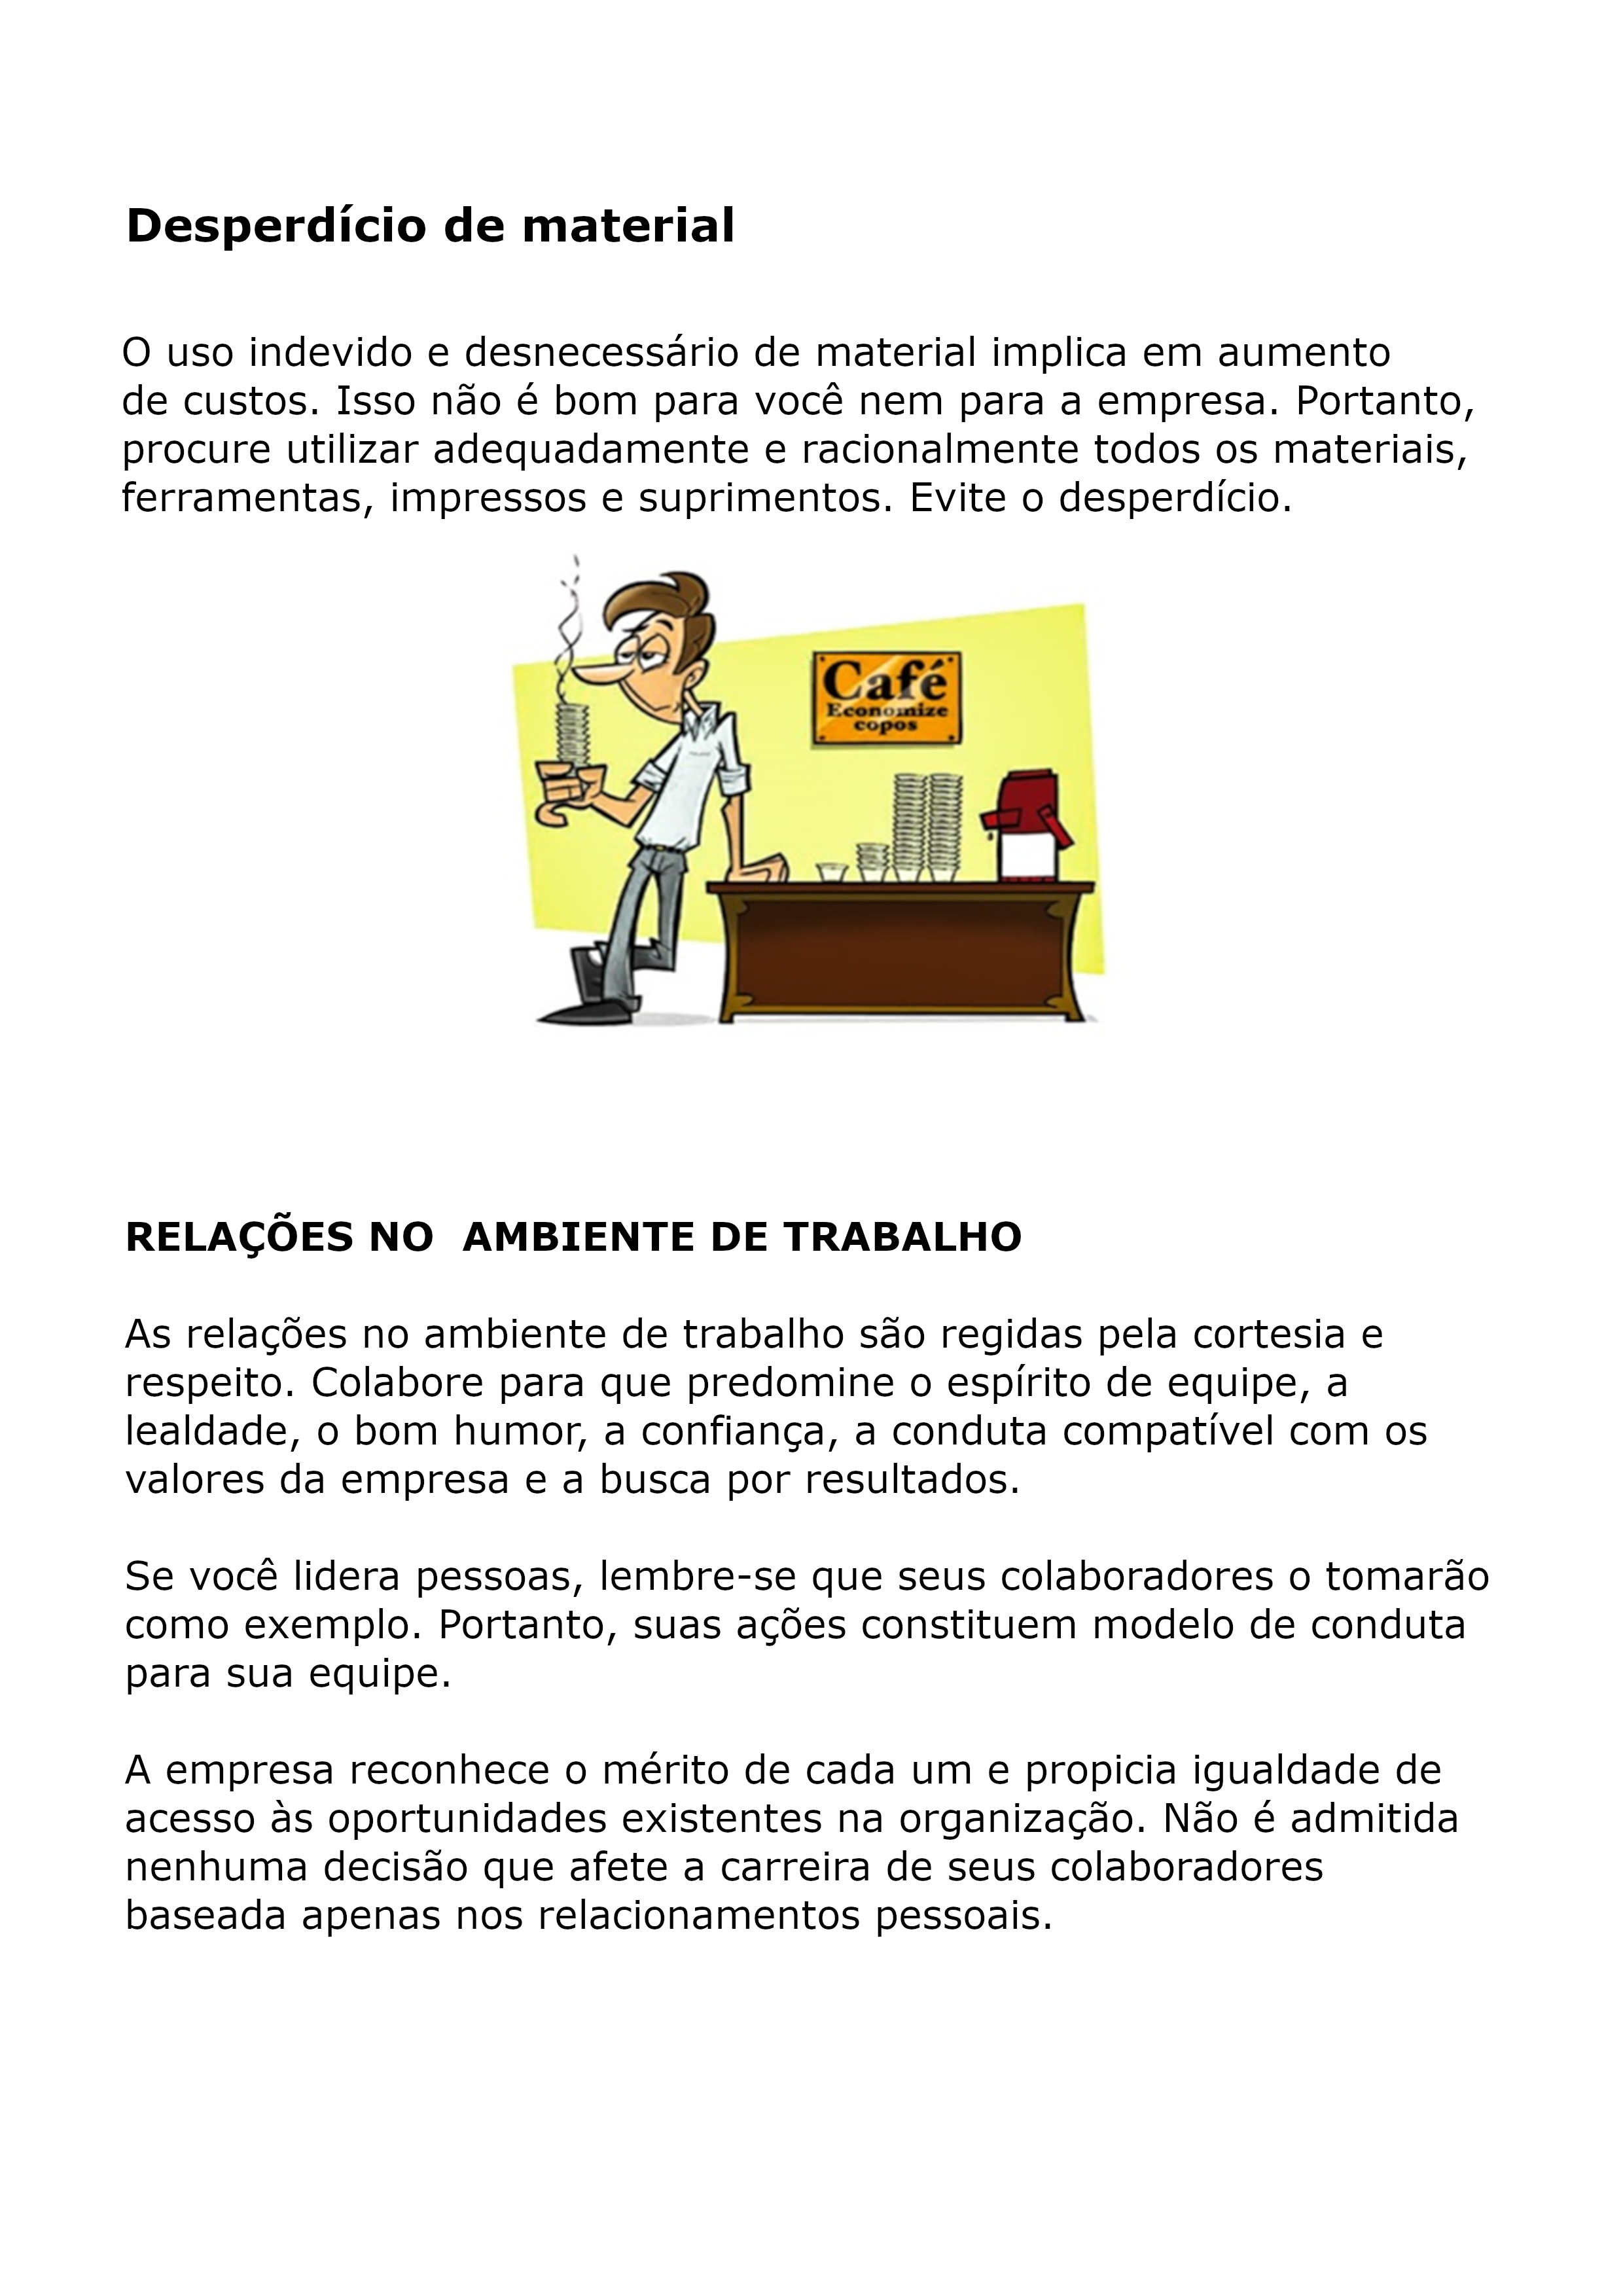 Desperdício de material
O uso indevido e desnecessário de material implica em aumento
de custos. Isso não é bom para você nem para a empresa. Portanto,
procure utilizar adequadamente e racionalmente todos os materiais,
ferramentas, impressos e suprimentos. Evite o desperdício.
Café
Economize
copos
RELAÇÕES NO  AMBIENTE DE TRABALHO
As relações no ambiente de trabalho são regidas pela cortesia e
respeito. Colabore para que predomine o espírito de equipe, a
lealdade, o bom humor, a confiança, a conduta compatível com os
valores da empresa e a busca por resultados.
Se você lidera pessoas, lembre-se que seus colaboradores o tomarão
como exemplo. Portanto, suas ações constituem modelo de conduta
para sua equipe.
A empresa reconhece o mérito de cada um e propicia igualdade de
acesso às oportunidades existentes na organização. Não é admitida
nenhuma decisão que afete a carreira de seus colaboradores
baseada apenas nos relacionamentos pessoais.